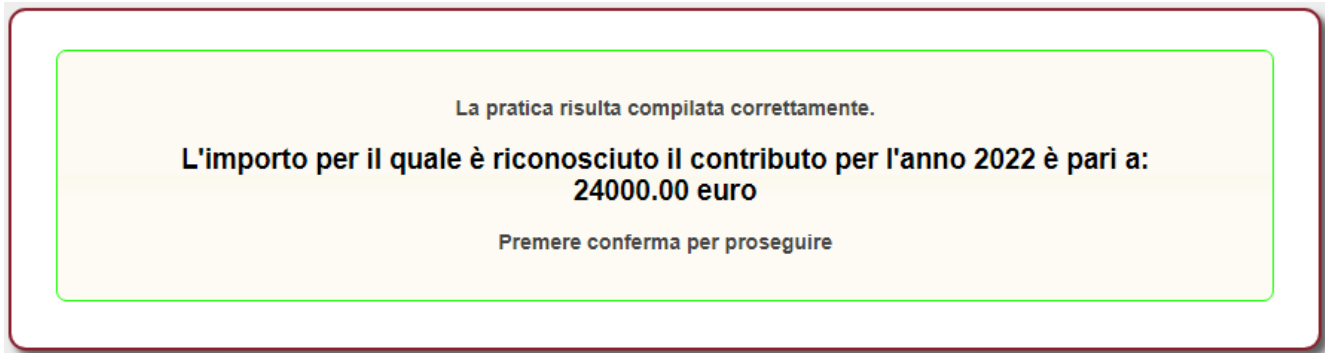 La pratica risulta compilata correttamente.
L'importo per il quale è riconosciuto il contributo per l'anno 2022 è pari a:
24000.00 euro
Premere conferma per proseguire